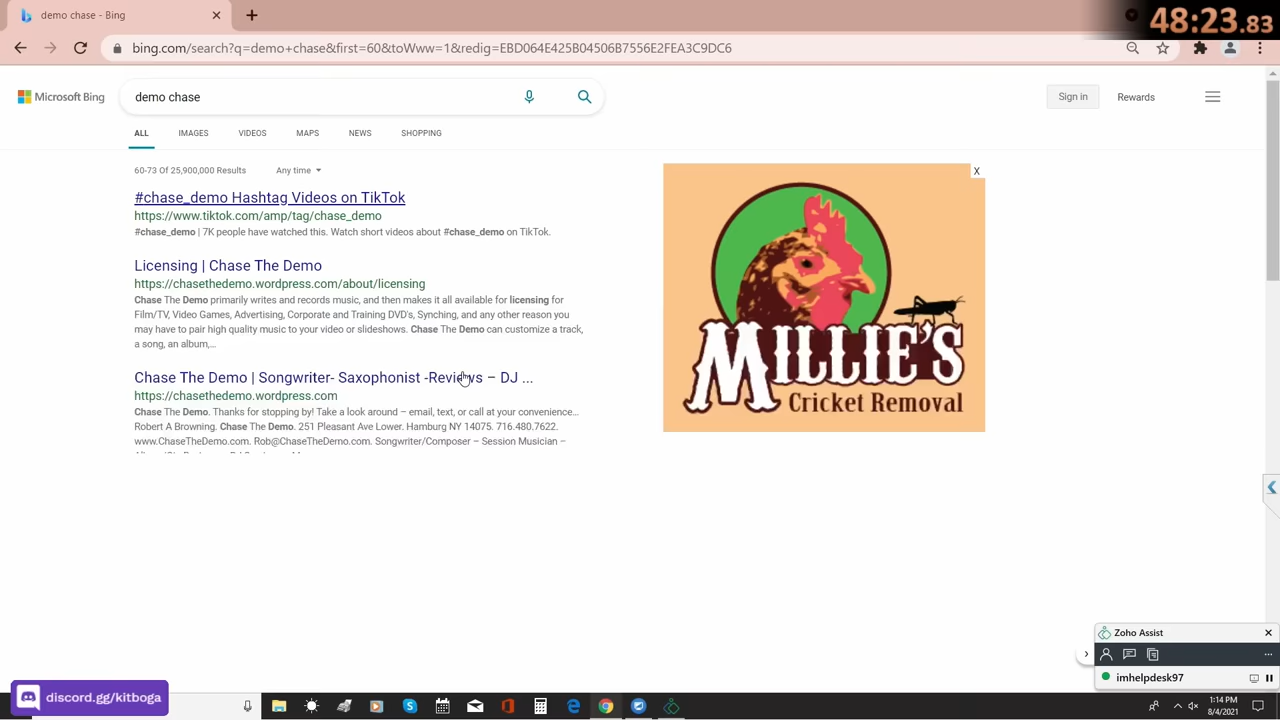 demo chase - Bing
48:23.83
bing.com/search?q=demo+chase&first=60&toWww=1&redig=EBD064E425B04506B7556E2FEA3C9DC6
Microsoft Bing
demo chase
Sign in
Rewards
ALL
IMAGES
VIDEOS
MAPS
NEWS
SHOPPING
60-73 Of 25,900,000 Results
Any time
#chase_demo Hashtag Videos on TikTok
https://www.tiktok.com/amp/tag/chase_demo
#chase_demo | 7K people have watched this. Watch short videos about #chase_demo on TikTok.
Licensing | Chase The Demo
https://chasethedemo.wordpress.com/about/licensing
Chase The Demo primarily writes and records music, and then makes it all available for licensing for
Film/TV, Video Games, Advertising, Corporate and Training DVD's, Synching, and any other reason you
may have to pair high quality music to your video or slideshows. Chase The Demo can customize a track,
a song, an album,...
Chase The Demo | Songwriter- Saxophonist -Reviews – DJ ...
https://chasethedemo.wordpress.com
Chase The Demo. Thanks for stopping by! Take a look around – email, text, or call at your convenience...
Robert A Browning. Chase The Demo. 251 Pleasant Ave Lower. Hamburg NY 14075. 716.480.7622.
www.ChaseTheDemo.com. Rob@ChaseTheDemo.com. Songwriter/Composer – Session Musician –
X
MILLIE'S
Cricket Removal
Zoho Assist
imhelpdesk97
discord.gg/kitboga
1:14 PM
8/4/2021